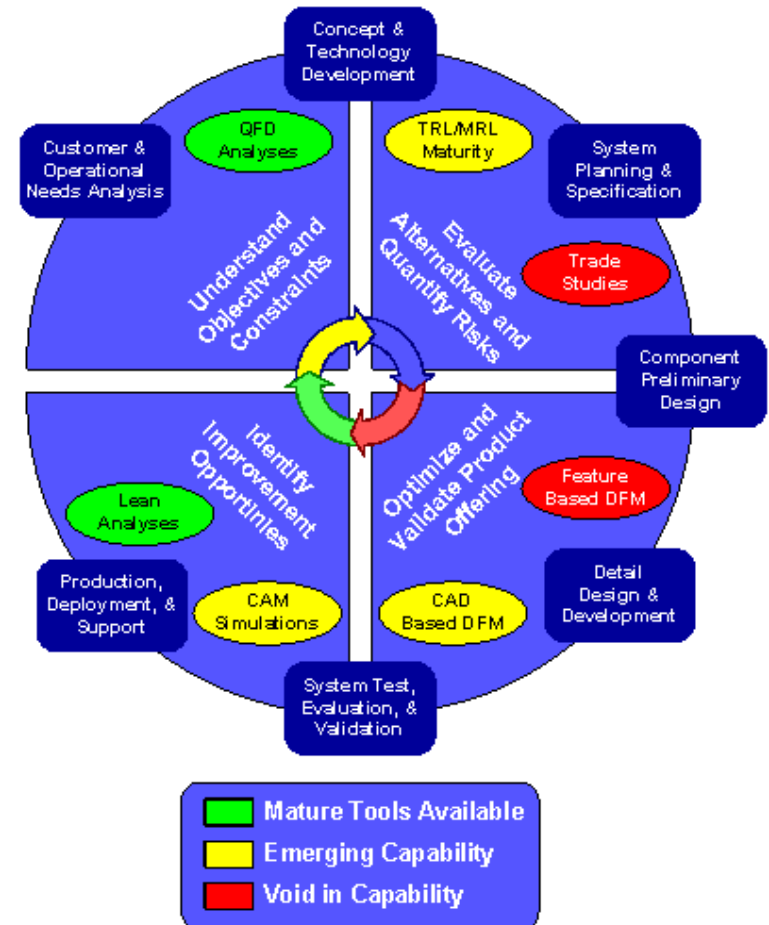 Concept &
Technology
Development
QFD
Analyses
TRL/MRL
Maturity
Customer &
Operational
Needs Analysis
System
Planning &
Specification
Understand
Objectives and
Constraints
Evaluate
Alternatives and
Quantify Risks
Trade
Studies
Component
Preliminary
Design
Identify
Improvement
Opportinies
Optimize and
Validate Product
Offering
Feature
Based DFM
Lean
Analyses
Production,
Deployment, &
Support
CAM
Simulations
CAD
Based DFM
Detail
Design &
Development
System Test,
Evaluation, &
Validation
Mature Tools Available
Emerging Capability
Void in Capability